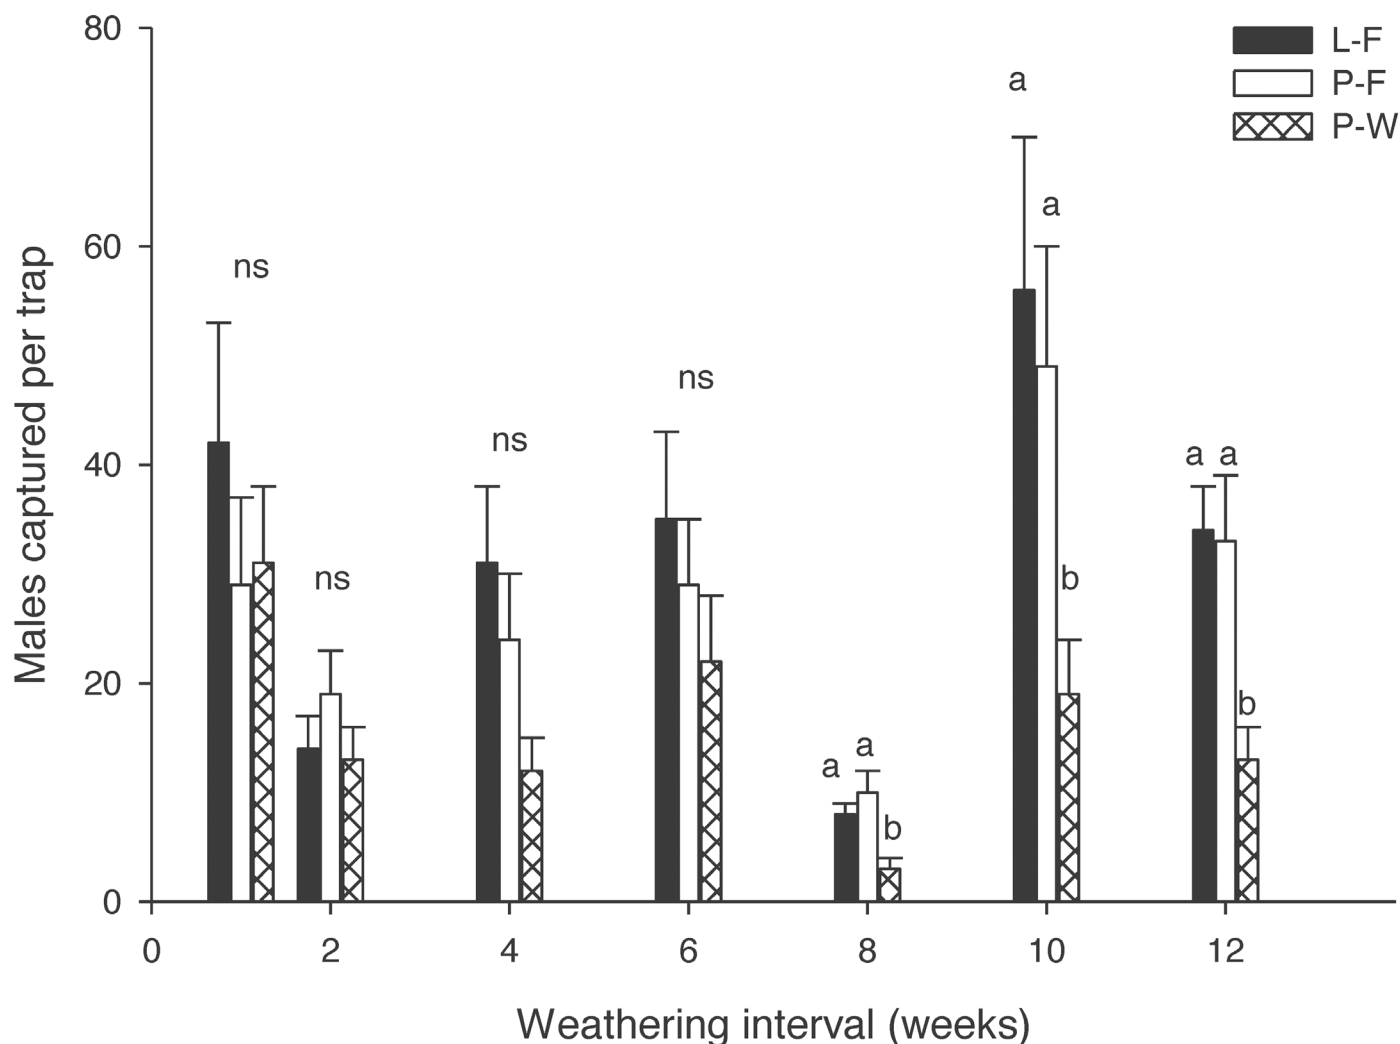 80
60
40
20
0
Males captured per trap
L-F
P-F
P-W
ns
ns
ns
ns
a
a
b
a
a
b
a
a
b
0
2
4
6
8
10
12
Weathering interval (weeks)